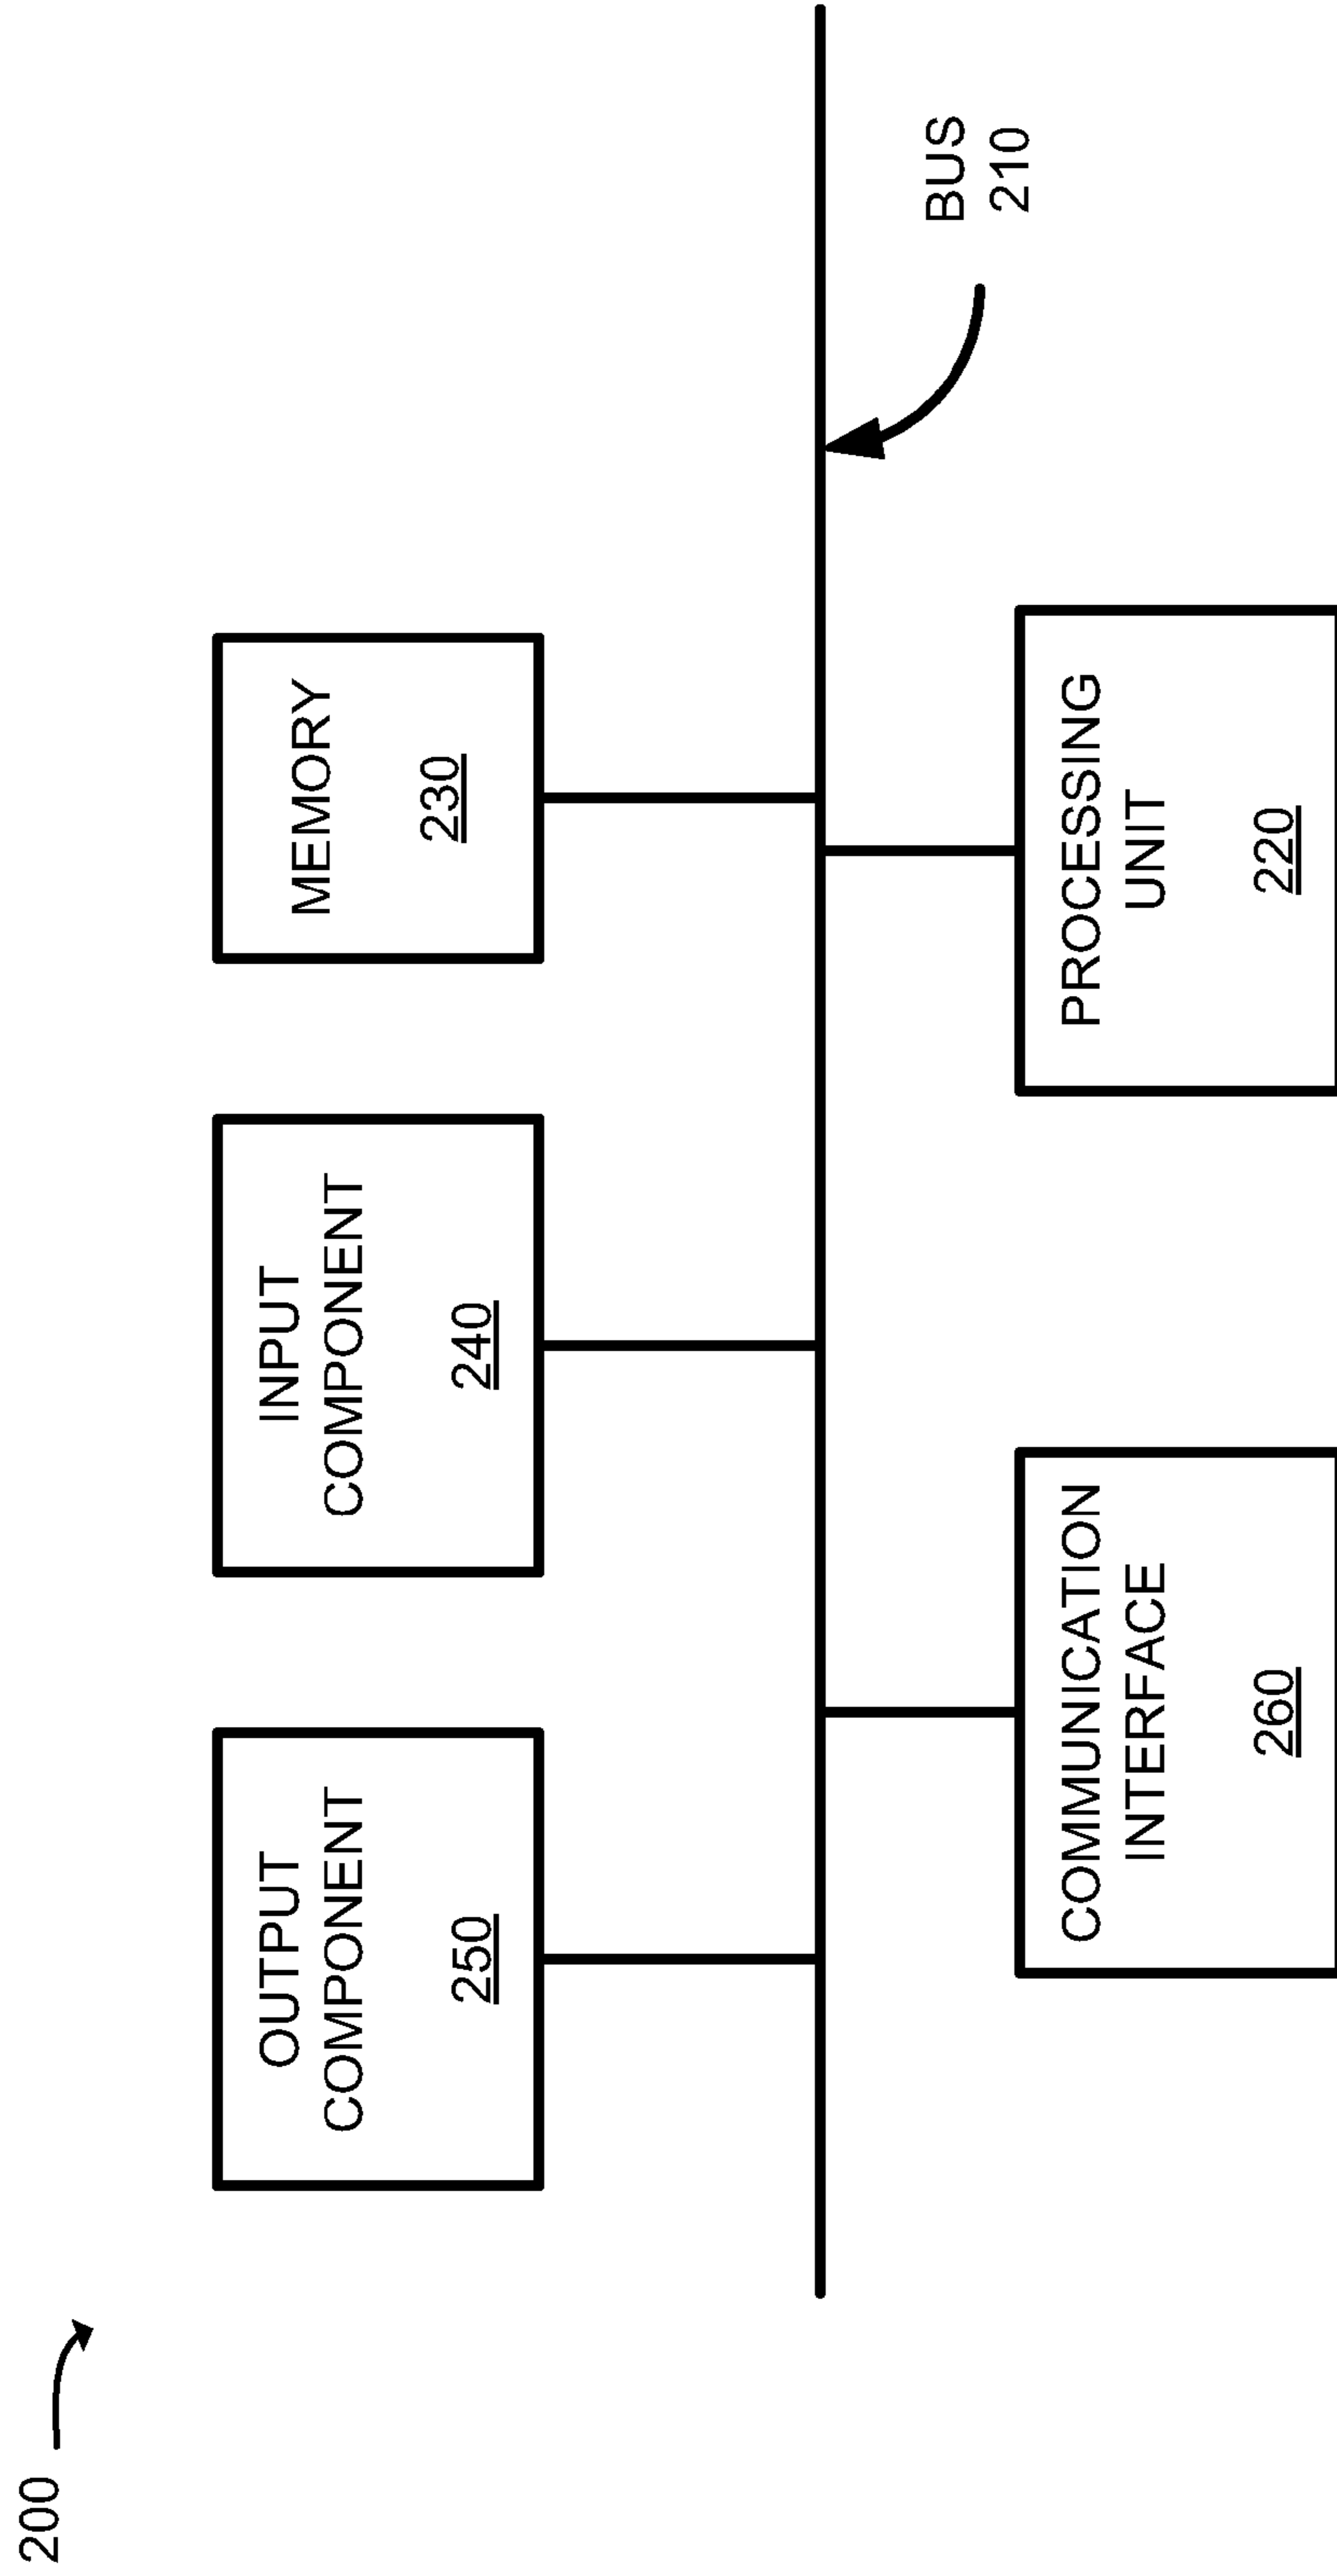 200
OUTPUT
COMPONENT
250
INPUT
COMPONENT
240
MEMORY
230
BUS
210
COMMUNICATION
INTERFACE
260
PROCESSING
UNIT
220